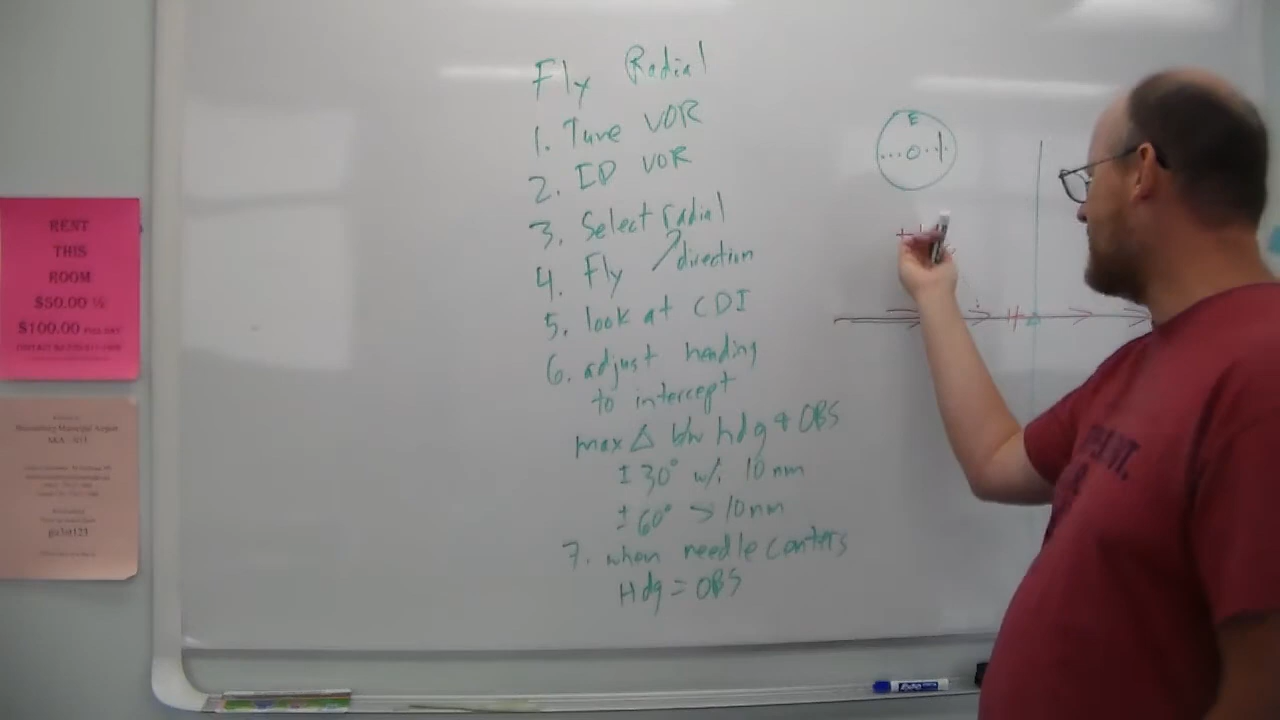 RENT
THIS
ROOM
$50.00
$100.00
Fly Radial
1. Tune VOR
2. ID VOR
3. Select radial
4. Fly direction
5. look at CDI
6. adjust heading
to intercept
max Δ btw hdg + OBS
± 30° w/i 10 nm
± 60° > 10nm
7. when needle centers
Hdg = OBS
E